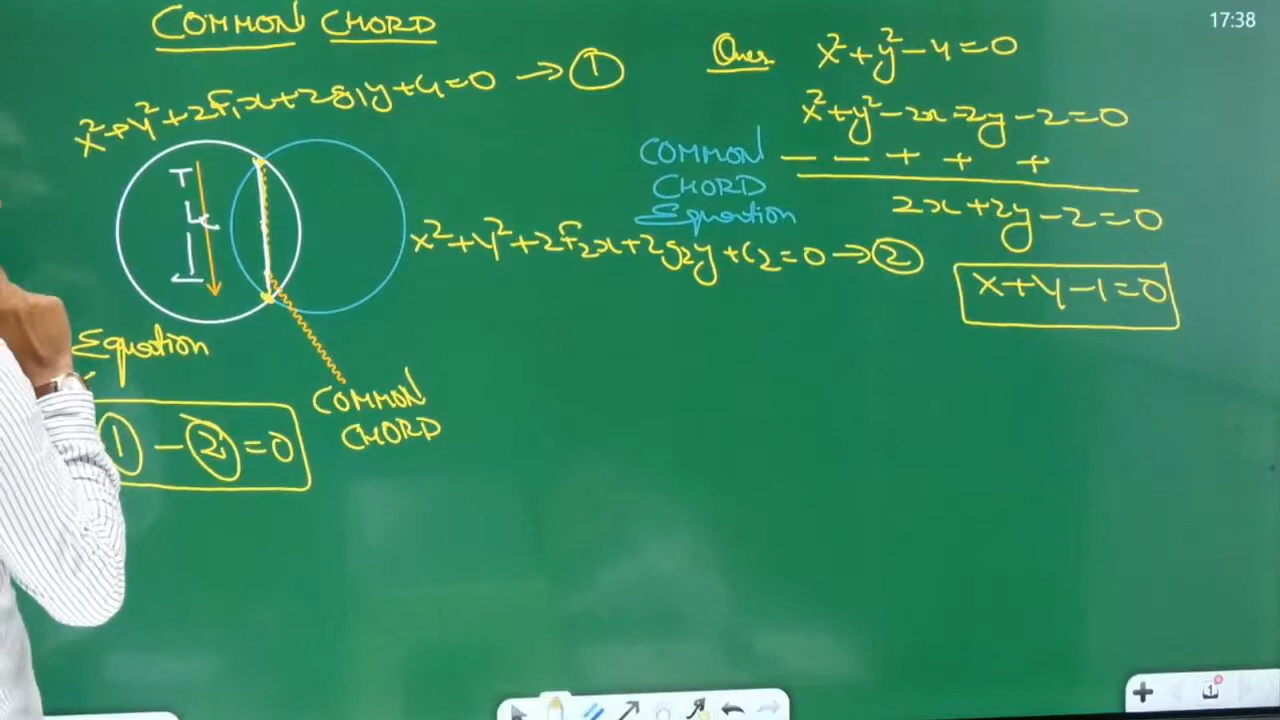 COMMON CHORD
x²+y²+2f₁x+2g₁y+c₁=0 → ①
x²+y²+2f₂x+2g₂y+c₂=0 → ②
Equation
① - ② = 0
COMMON
CHORD
17:38
Ques
x²+y²-4=0
x²+y²-2x-2y-2=0
- - + + +
COMMON
CHORD
Equation
2x+2y-2=0
x+y-1=0
1